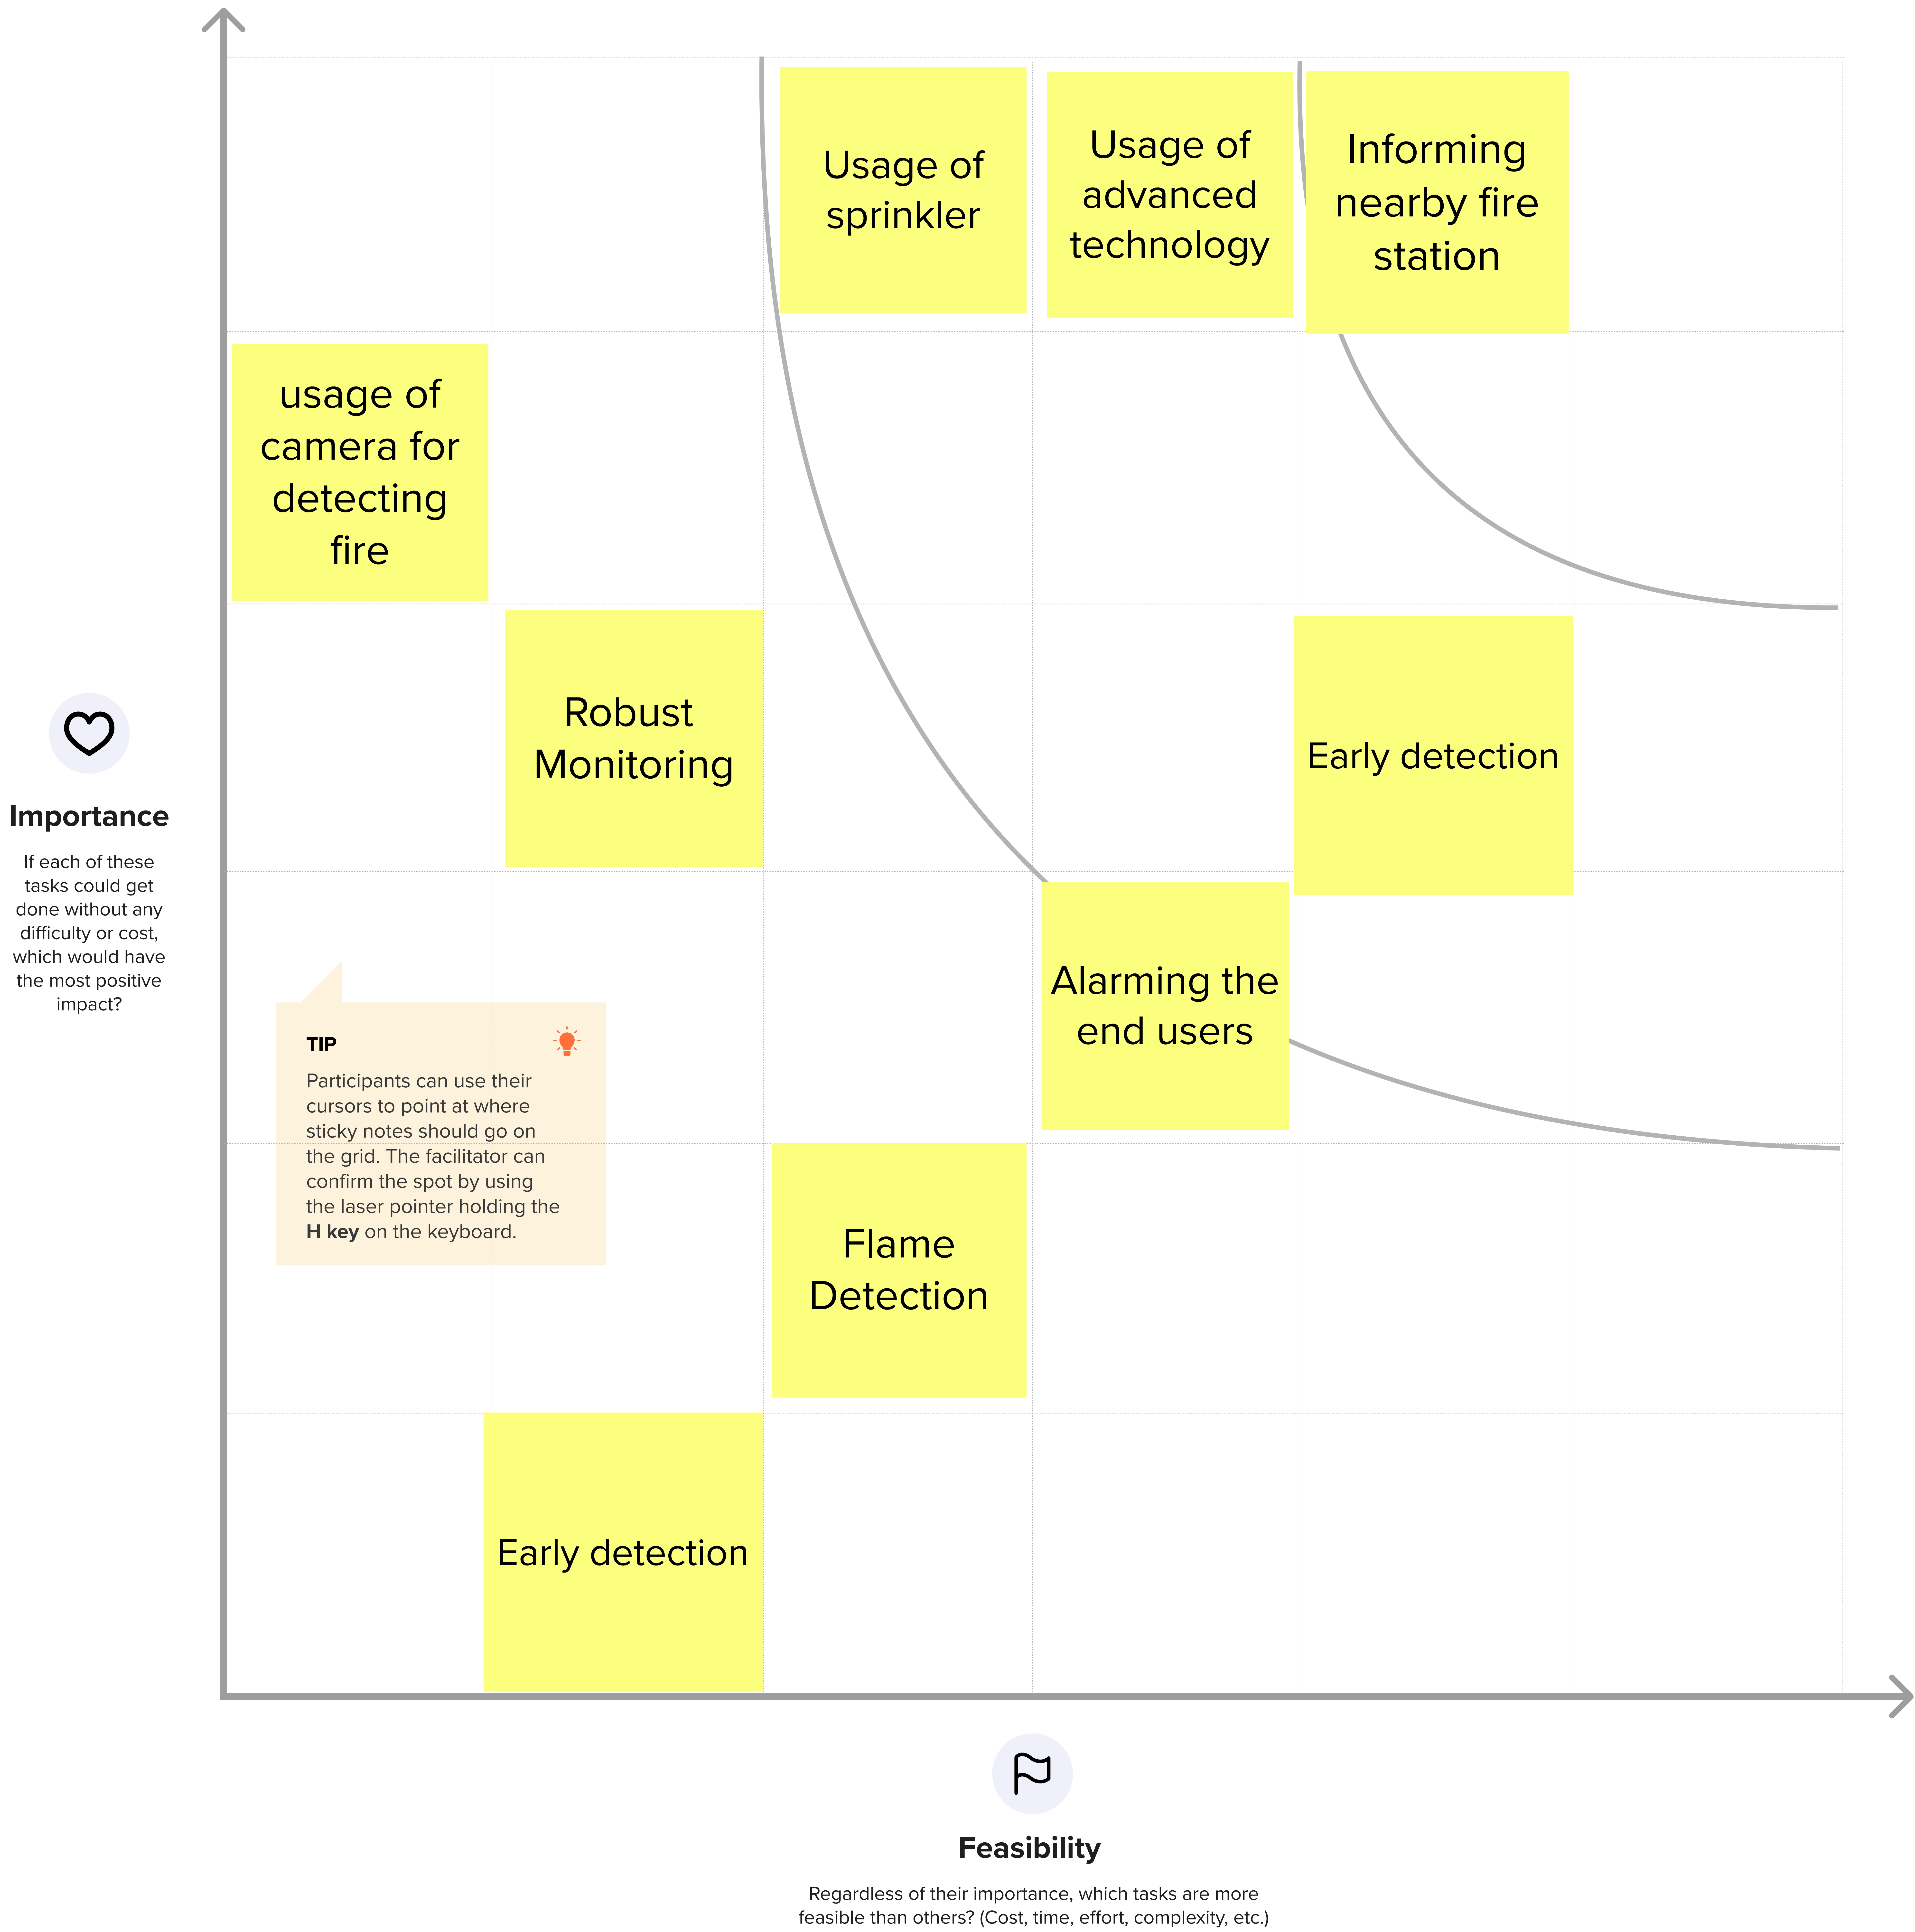 Usage of
sprinkler
Usage of
advanced
technology
Informing
nearby fire
station
usage of
camera for
detecting
fire
Robust
Monitoring
Early detection
Importance
If each of these
tasks could get
done without any
difficulty or cost,
which would have
the most positive
impact?
Alarming the
end users
TIP
Participants can use their
cursors to point at where
sticky notes should go on
the grid. The facilitator can
confirm the spot by using
the laser pointer holding the
H key on the keyboard.
Flame
Detection
Early detection
Feasibility
Regardless of their importance, which tasks are more
feasible than others? (Cost, time, effort, complexity, etc.)